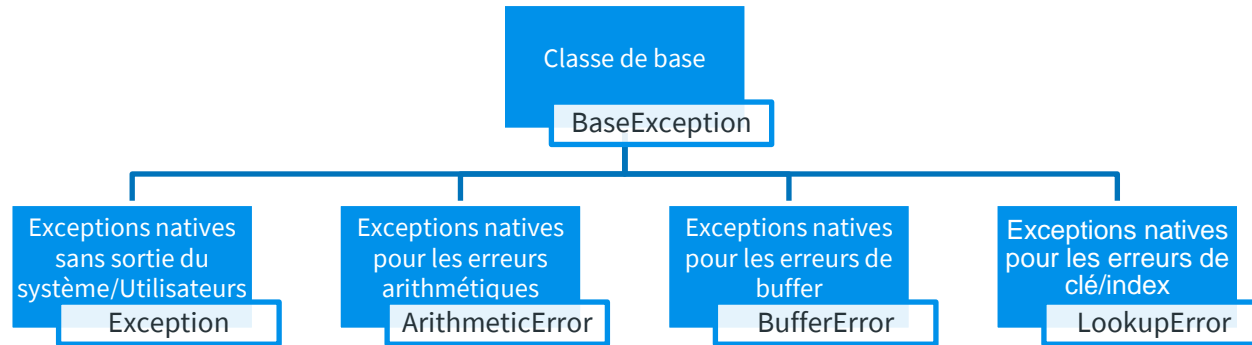 Classe de base
BaseException
Exceptions natives
sans sortie du
système/Utilisateurs
Exception
Exceptions natives
pour les erreurs
arithmétiques
ArithmeticError
Exceptions natives
pour les erreurs de
buffer
BufferError
Exceptions natives
pour les erreurs de
clé/index
LookupError